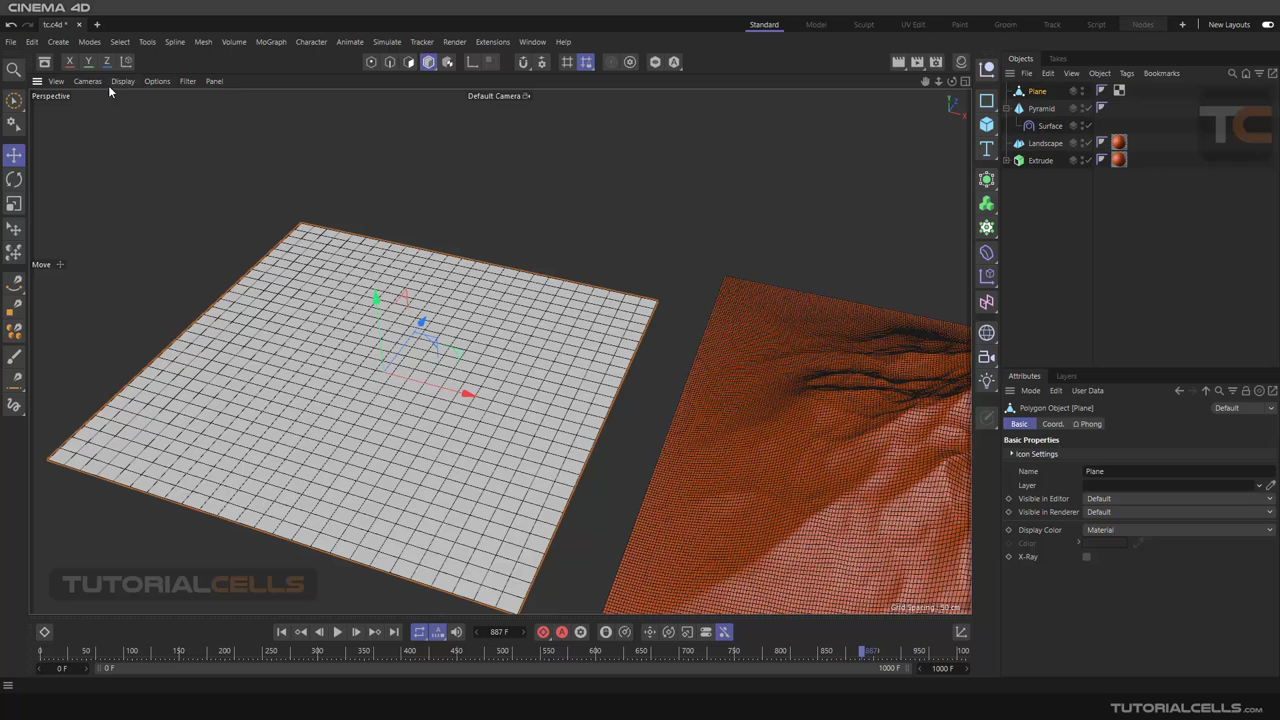 CINEMA 4D
tc.c4d *
Standard
Model
Sculpt
UV Edit
Paint
Groom
Track
Script
Nodes
New Layouts
File Edit Create Modes Select Tools Spline Mesh Volume MoGraph Character Animate Simulate Tracker Render Extensions Window Help
X Y Z
Objects Takes
File Edit View Object Tags Bookmarks
View Cameras Display Options Filter Panel
Perspective
Default Camera
Plane
Pyramid
Surface
Landscape
Extrude
TC
Move
TUTORIALCELLS
Grid Spacing : 50 cm
Attributes Layers
Mode Edit User Data
Polygon Object [Plane]
Default
Basic Coord. Phong
Basic Properties
Icon Settings
Name Plane
Layer
Visible in Editor Default
Visible in Renderer Default
Display Color Material
Color
X-Ray
887 F
0 50 100 150 200 250 300 350 400 450 500 550 600 650 700 750 800 850 887 950 100
0 F 0 F 1000 F 1000 F
TUTORIALCELLS.COM